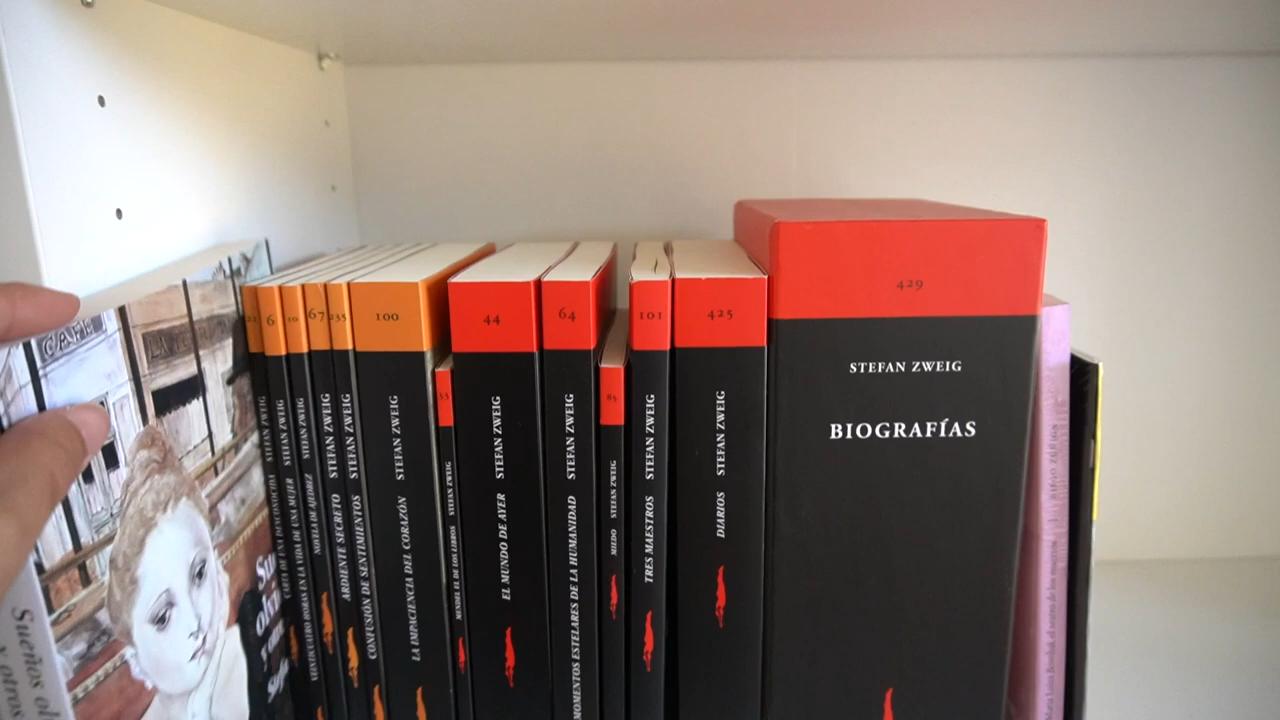 CAFÉ
Sueños ol
y otros
21
CARTA DE UNA DESCONOCIDA STEFAN ZWEIG
6
VEINTICUATRO HORAS EN LA VIDA DE UNA MUJER STEFAN ZWEIG
10
NOVELA DE AJEDREZ STEFAN ZWEIG
67
ARDIENTE SECRETO STEFAN ZWEIG
235
CONFUSIÓN DE SENTIMIENTOS STEFAN ZWEIG
100
LA IMPACIENCIA DEL CORAZÓN STEFAN ZWEIG
33
MENDEL EL DE LOS LIBROS STEFAN ZWEIG
44
EL MUNDO DE AYER STEFAN ZWEIG
64
MOMENTOS ESTELARES DE LA HUMANIDAD STEFAN ZWEIG
85
MIEDO STEFAN ZWEIG
101
TRES MAESTROS STEFAN ZWEIG
425
DIARIOS STEFAN ZWEIG
429
STEFAN ZWEIG
BIOGRAFÍAS